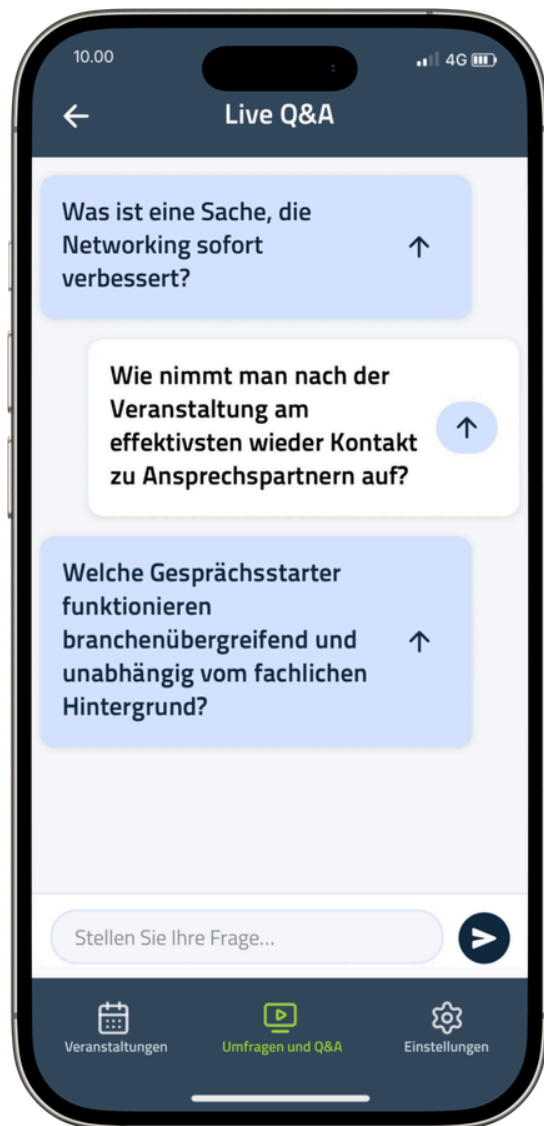 10.00
4G
Live Q&A
Was ist eine Sache, die
Networking sofort
verbessert?
Wie nimmt man nach der
Veranstaltung am
effektivsten wieder Kontakt
zu Ansprechspartnern auf?
Welche Gesprächsstarter
funktionieren
branchenübergreifend und
unabhängig vom fachlichen
Hintergrund?
Stellen Sie Ihre Frage...
Veranstaltungen
Umfragen und Q&A
Einstellungen